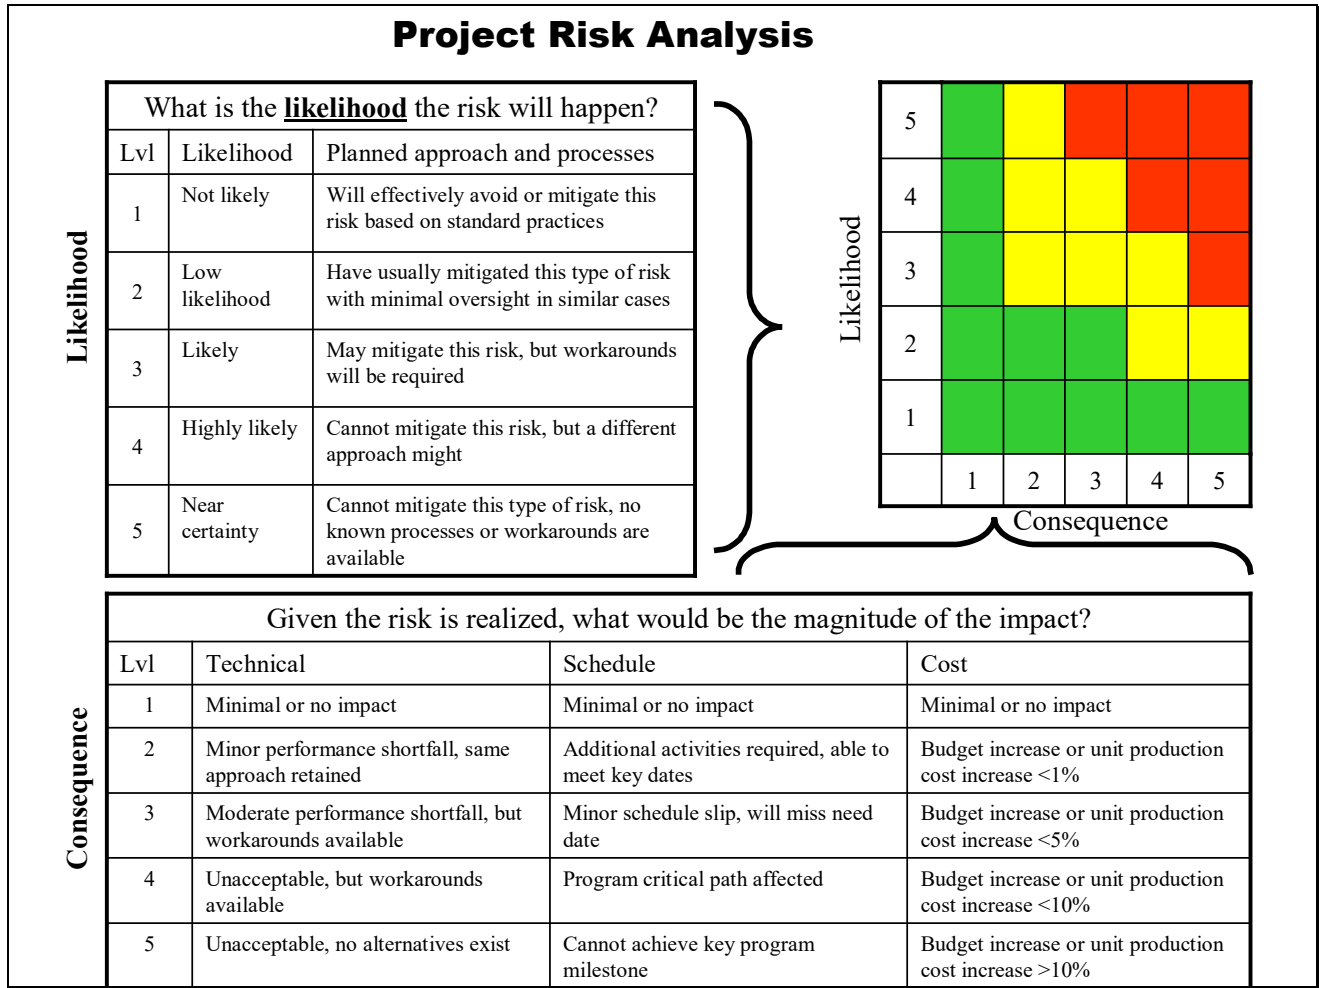 Project Risk Analysis
What is the likelihood the risk will happen?
Lvl Likelihood Planned approach and processes
1 Not likely Will effectively avoid or mitigate this
risk based on standard practices
2 Low
likelihood
Have usually mitigated this type of risk
with minimal oversight in similar cases
3 Likely May mitigate this risk, but workarounds
will be required
4 Highly likely Cannot mitigate this risk, but a different
approach might
5 Near
certainty
Cannot mitigate this type of risk, no
known processes or workarounds are
available
Likelihood
Likelihood
5
4
3
2
1
1 2 3 4 5
Consequence
Given the risk is realized, what would be the magnitude of the impact?
Lvl Technical Schedule Cost
1 Minimal or no impact Minimal or no impact Minimal or no impact
2 Minor performance shortfall, same
approach retained
Additional activities required, able to
meet key dates
Budget increase or unit production
cost increase <1%
3 Moderate performance shortfall, but
workarounds available
Minor schedule slip, will miss need
date
Budget increase or unit production
cost increase <5%
4 Unacceptable, but workarounds
available
Program critical path affected
Budget increase or unit production
cost increase <10%
5 Unacceptable, no alternatives exist
Cannot achieve key program
milestone
Budget increase or unit production
cost increase >10%
Consequence